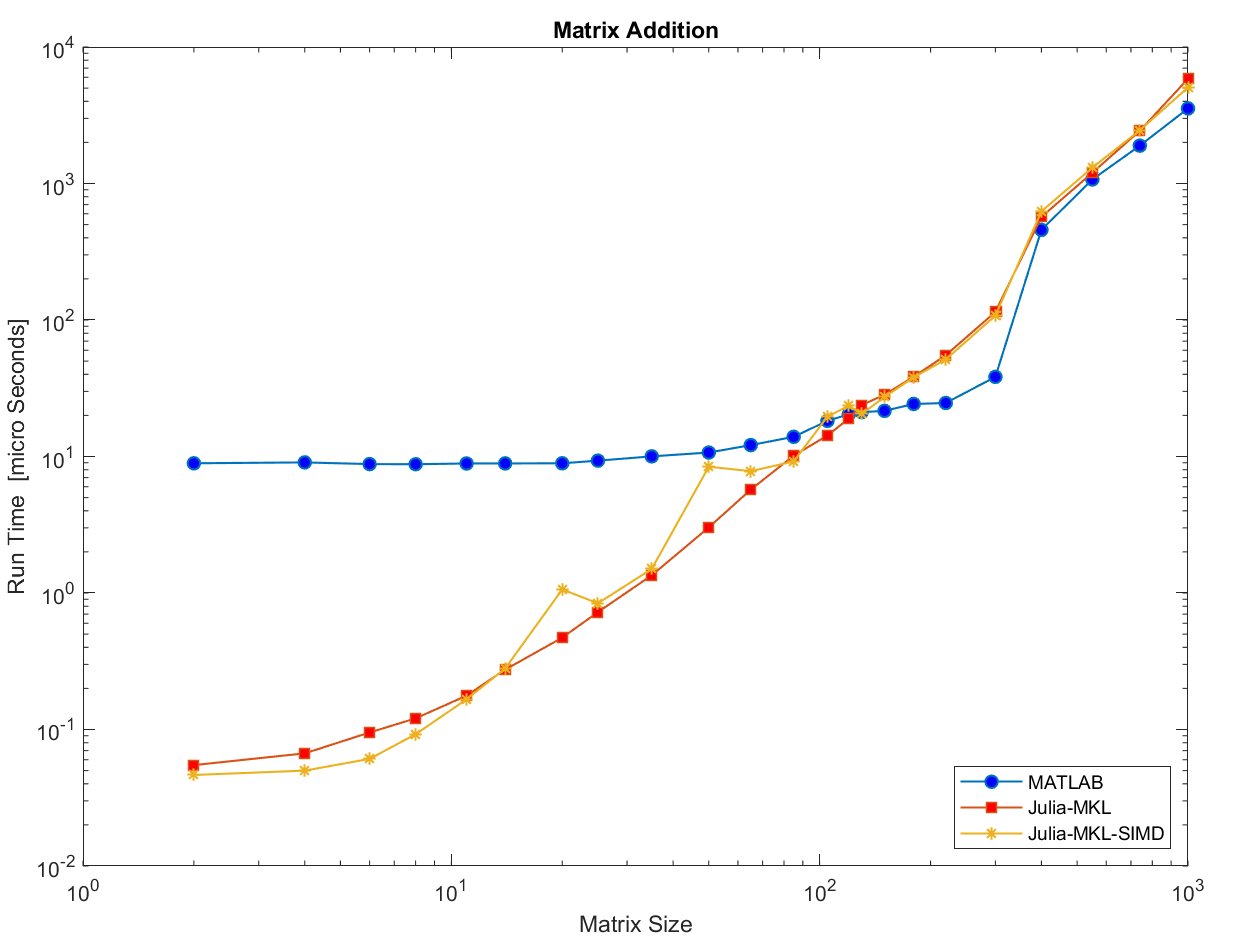 Matrix Addition
10^4
10^3
10^2
10^1
10^0
10^-1
10^-2
Run Time [micro Seconds]
10^0 10^1 10^2 10^3
Matrix Size
MATLAB
Julia-MKL
Julia-MKL-SIMD